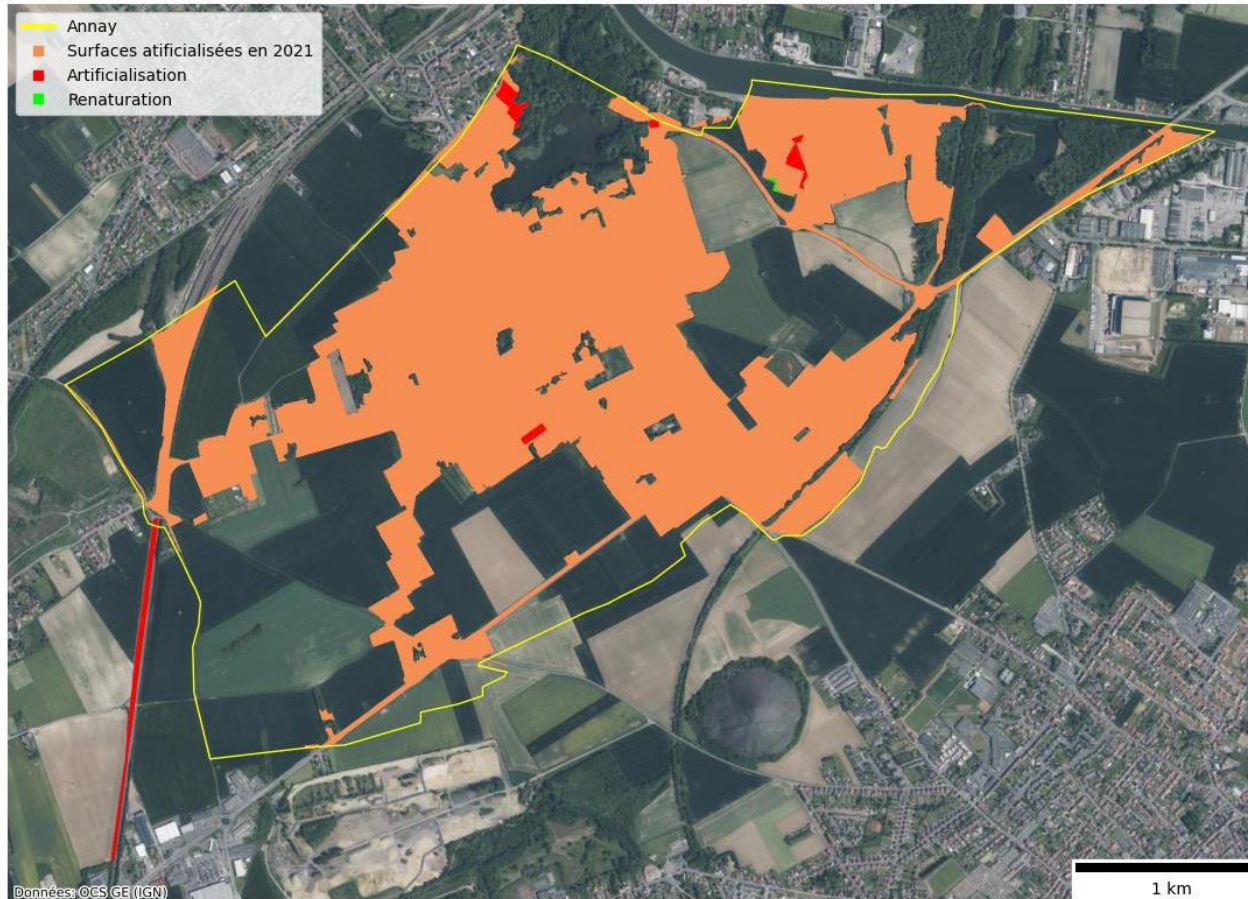 Annay
Surfaces atificialisées en 2021
Artificialisation
Renaturation
Données: OCS GE (IGN)
1 km